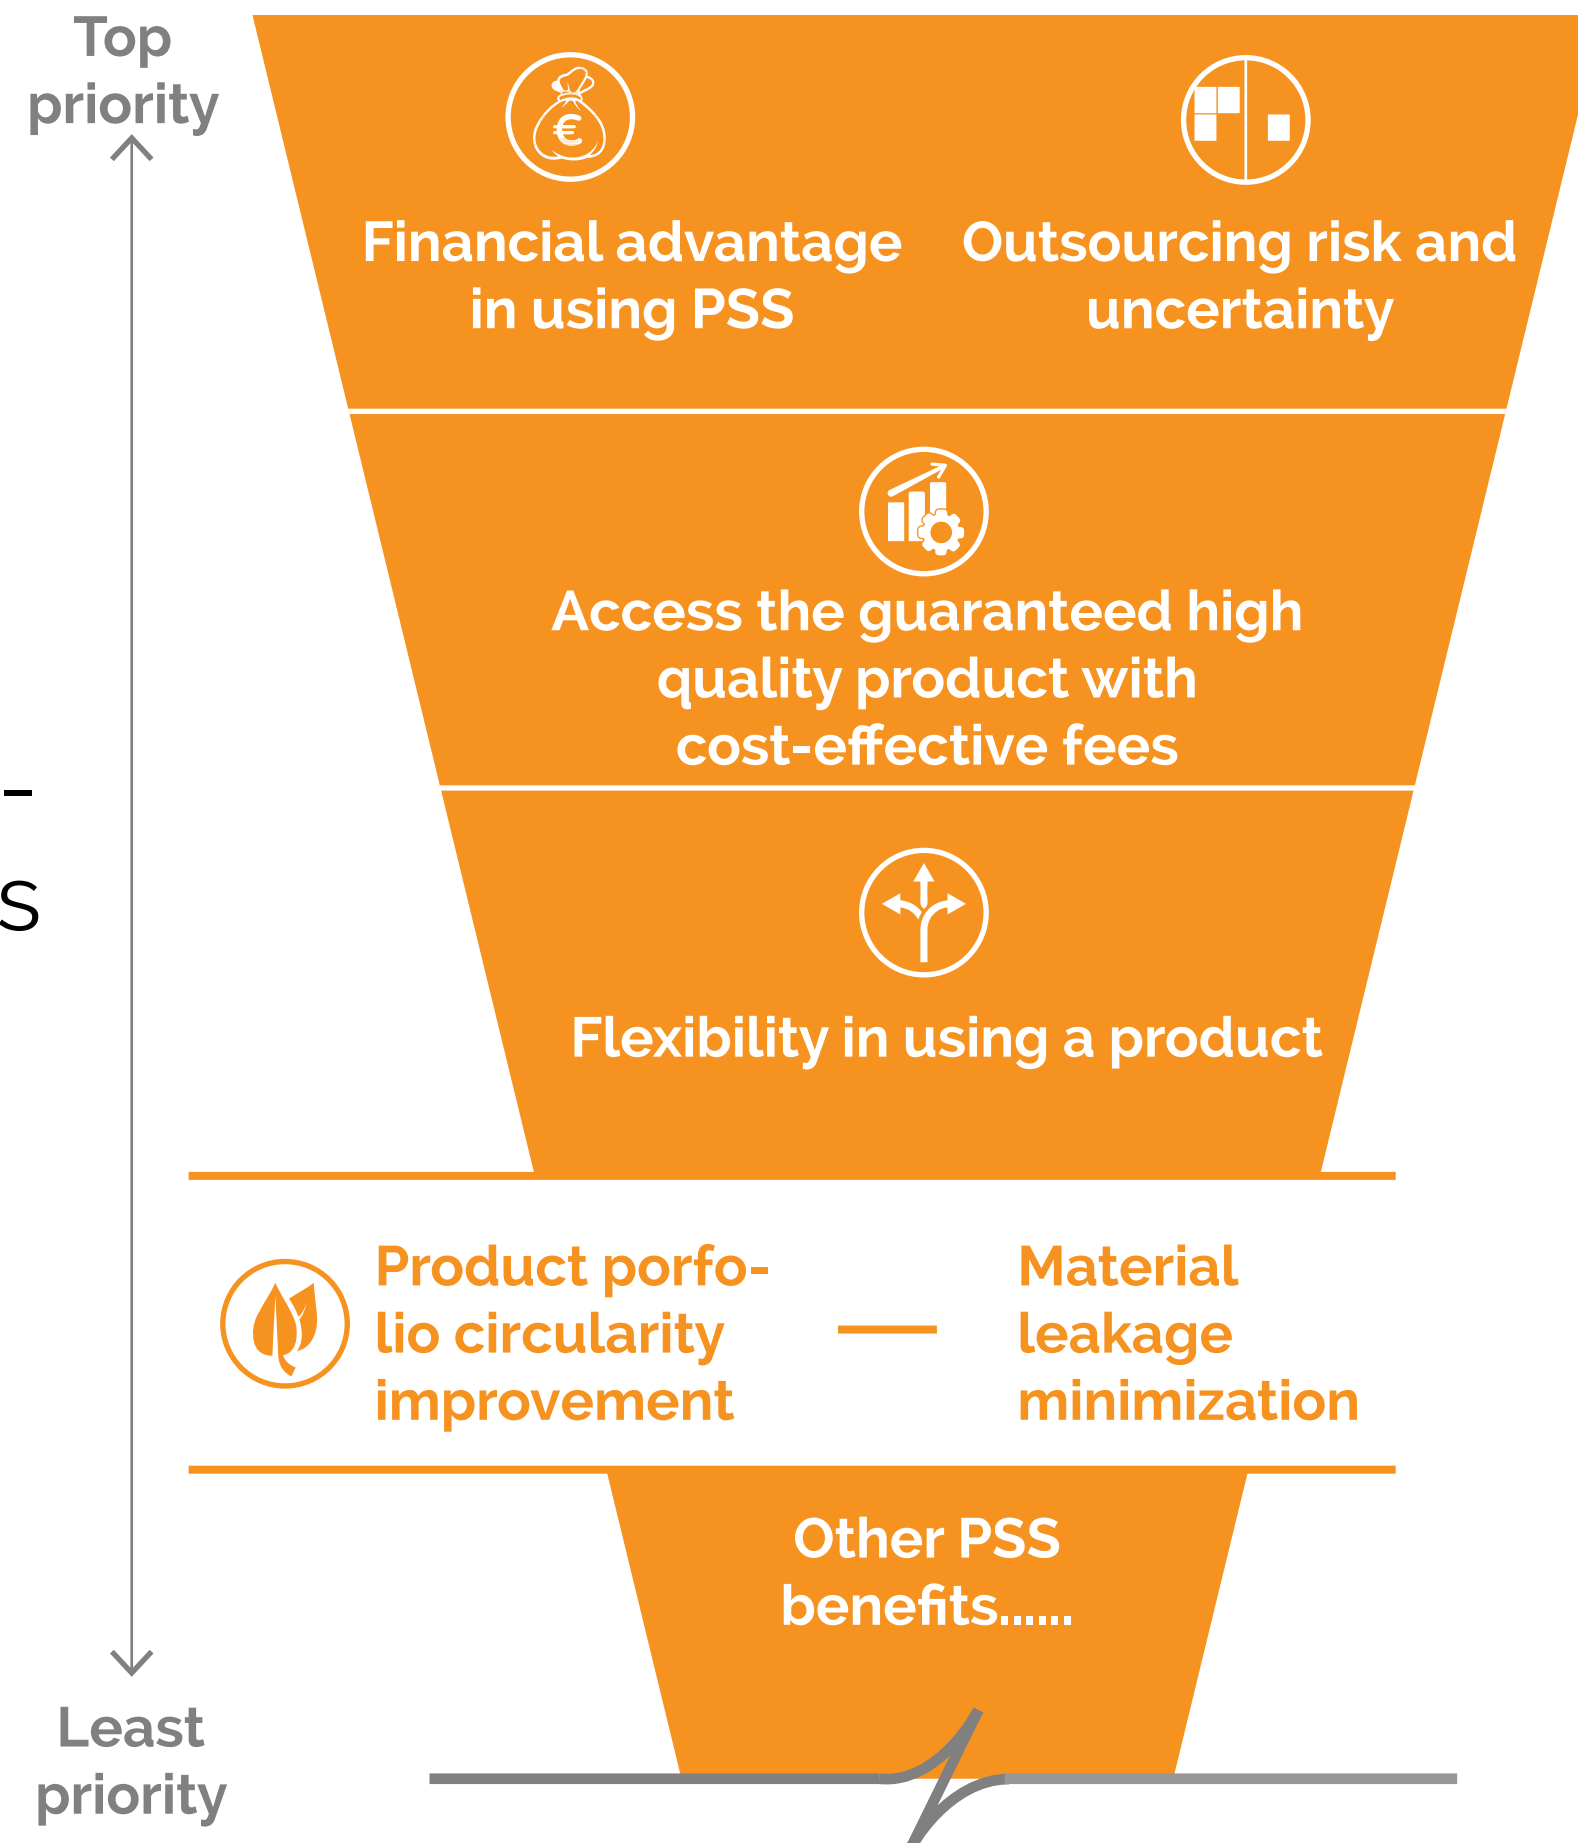 Top
priority
€
Financial advantage
in using PSS
Outsourcing risk and
uncertainty
Access the guaranteed high
quality product with
cost-effective fees
-
s
Flexibility in using a product
Product porfo-
lio circularity
improvement
Material
leakage
minimization
Other PSS
benefits......
Least
priority